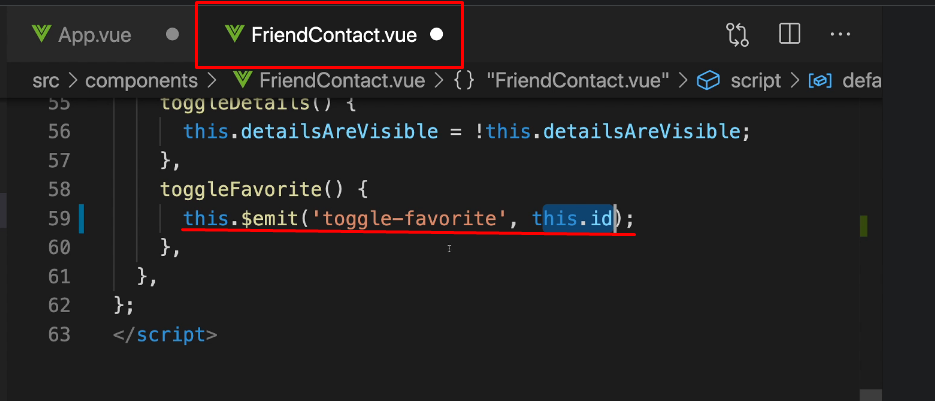 App.vue FriendContact.vue
src > components > FriendContact.vue > {} "FriendContact.vue" > script > defa
55 toggleDetails() {
56 this.detailsAreVisible = !this.detailsAreVisible;
57 },
58 toggleFavorite() {
59 this.$emit('toggle-favorite', this.id);
60 },
61 },
62 };
63 </script>